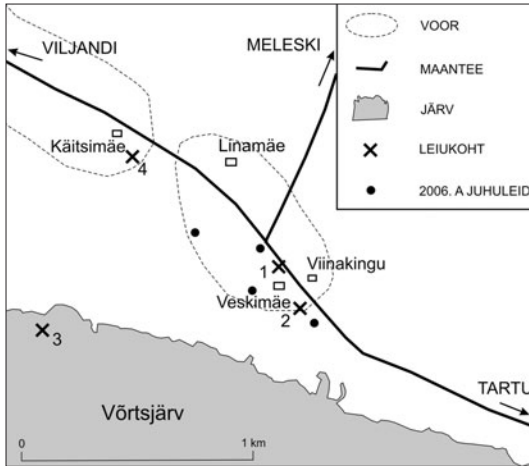 VILJANDI
MELESKI
VOOR
MAANTEE
JÄRV
LEIUKOHT
2006. A JUHULEID
Käitsimäe
4
Linamäe
1
Viinakingu
Veskimäe
2
3
TARTU
Võrtsjärv
0
1 km